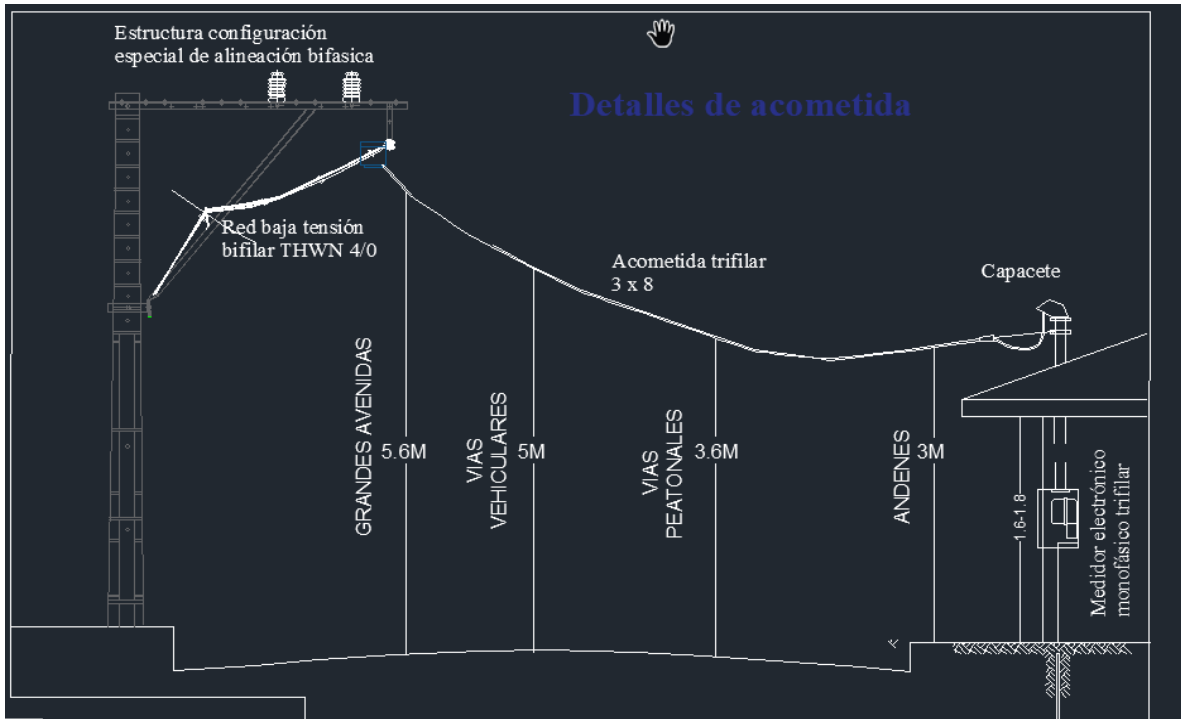 Estructura configuración
especial de alineación bifasica
Detalles de acometida
Red baja tensión
bifilar THWN 4/0
Acometida trifilar
3 x 8
Capacete
GRANDES AVENIDAS
5.6M
VIAS
VEHICULARES
5M
VIAS
PEATONALES
3.6M
ANDENES
3M
1.6-1.8
Medidor electrónico
monofásico trifilar